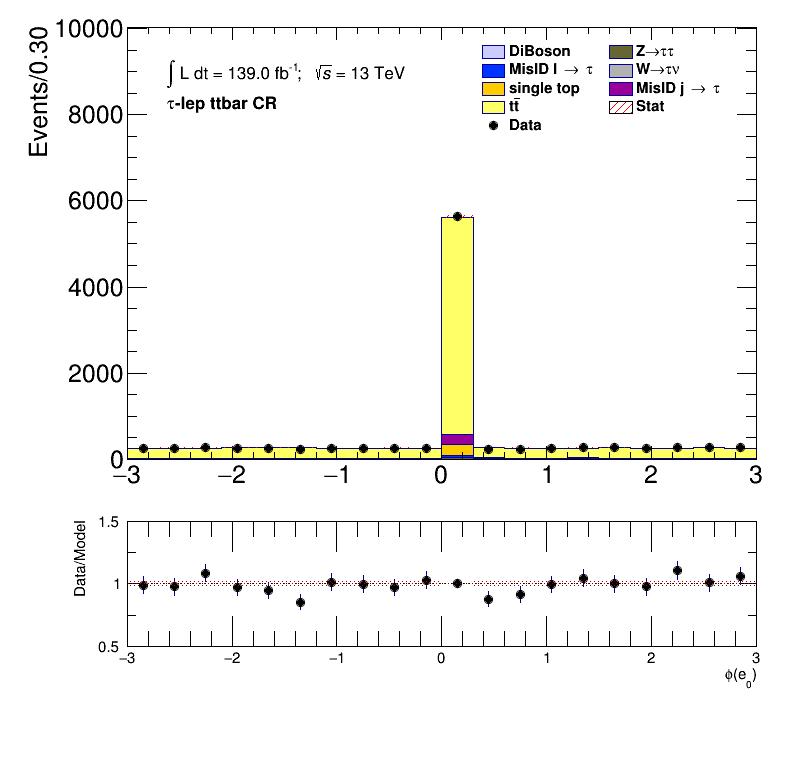 10000
8000
6000
4000
2000
0
Events/0.30
∫ L dt = 139.0 fb⁻¹; √s = 13 TeV
τ-lep ttbar CR
DiBoson
MisID l → τ
single top
tt̄
Data
Z→ττ
W→τν
MisID j → τ
Stat
−3 −2 −1 0 1 2 3
Data/Model
1.5
1
0.5
−3 −2 −1 0 1 2 3
ϕ(e₀)